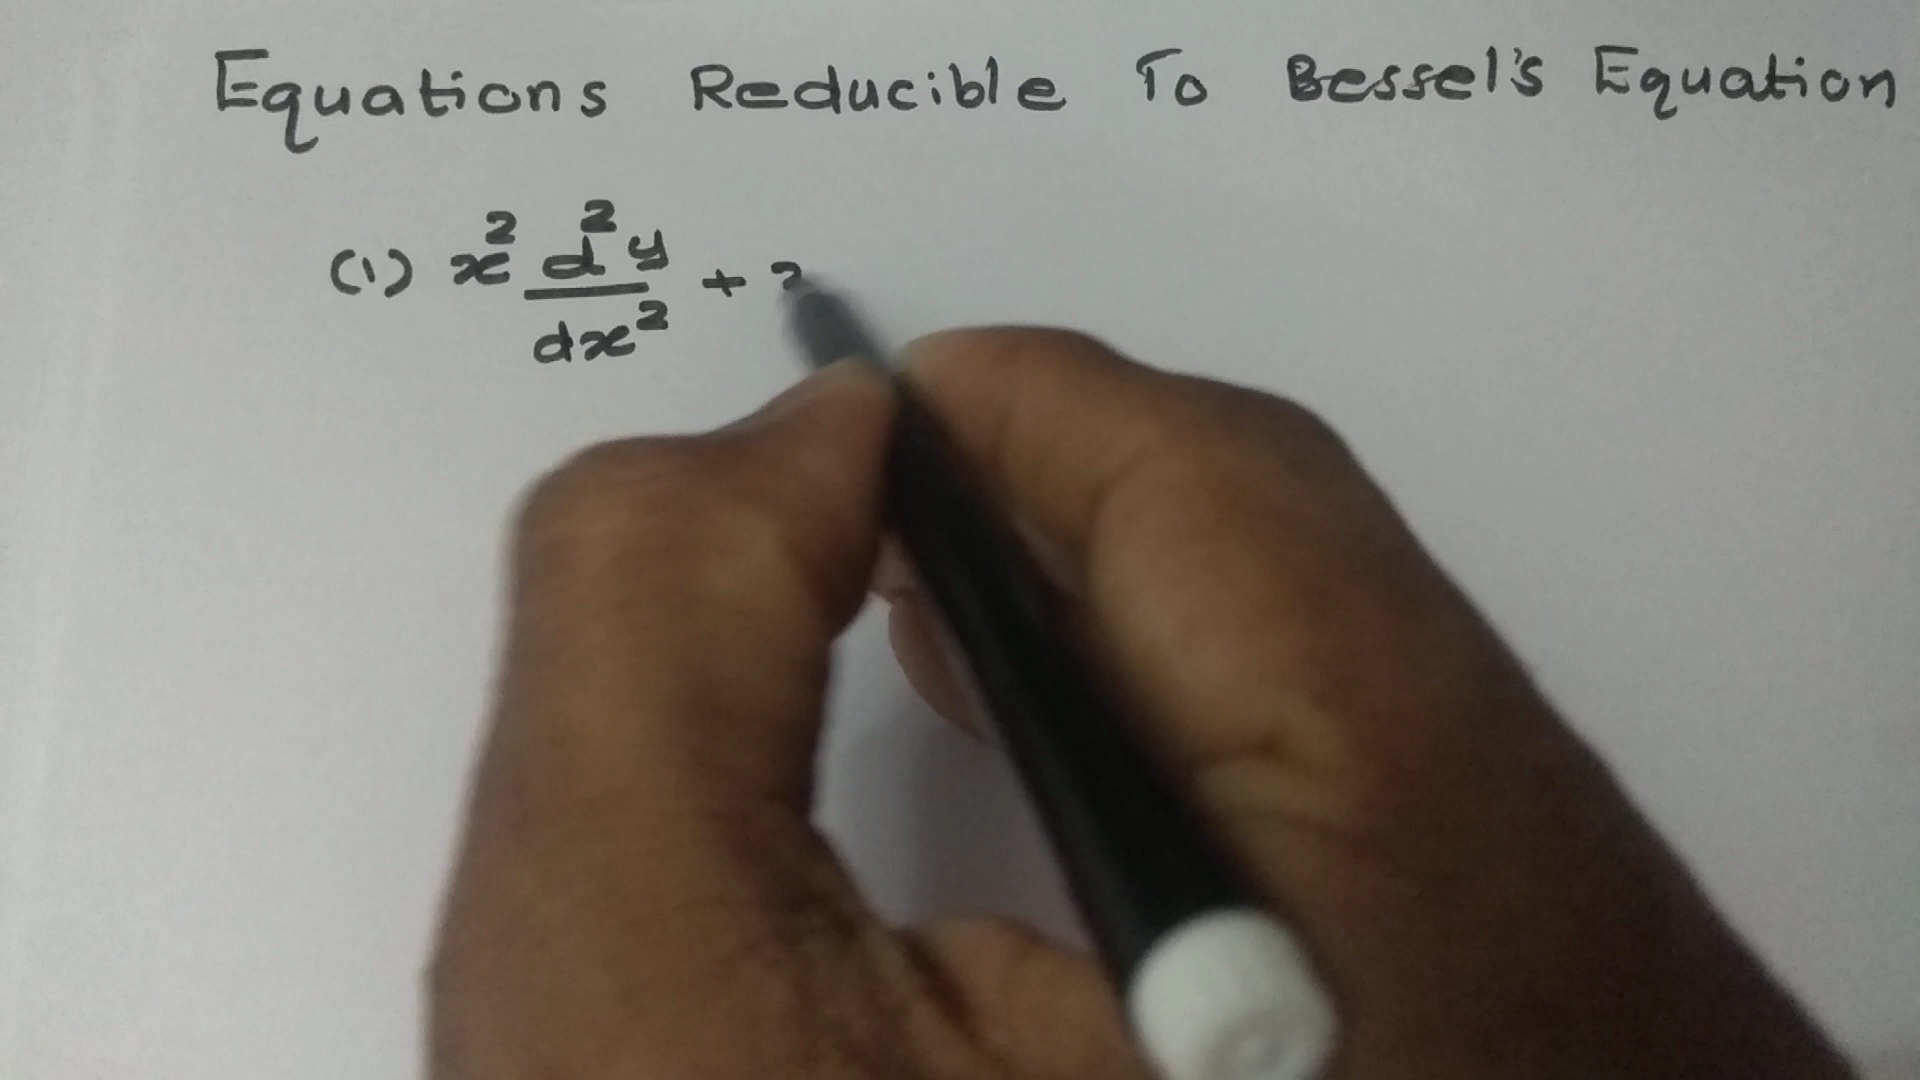 Equations Reducible To Bessel's Equation
(1) x² d²y/dx² +